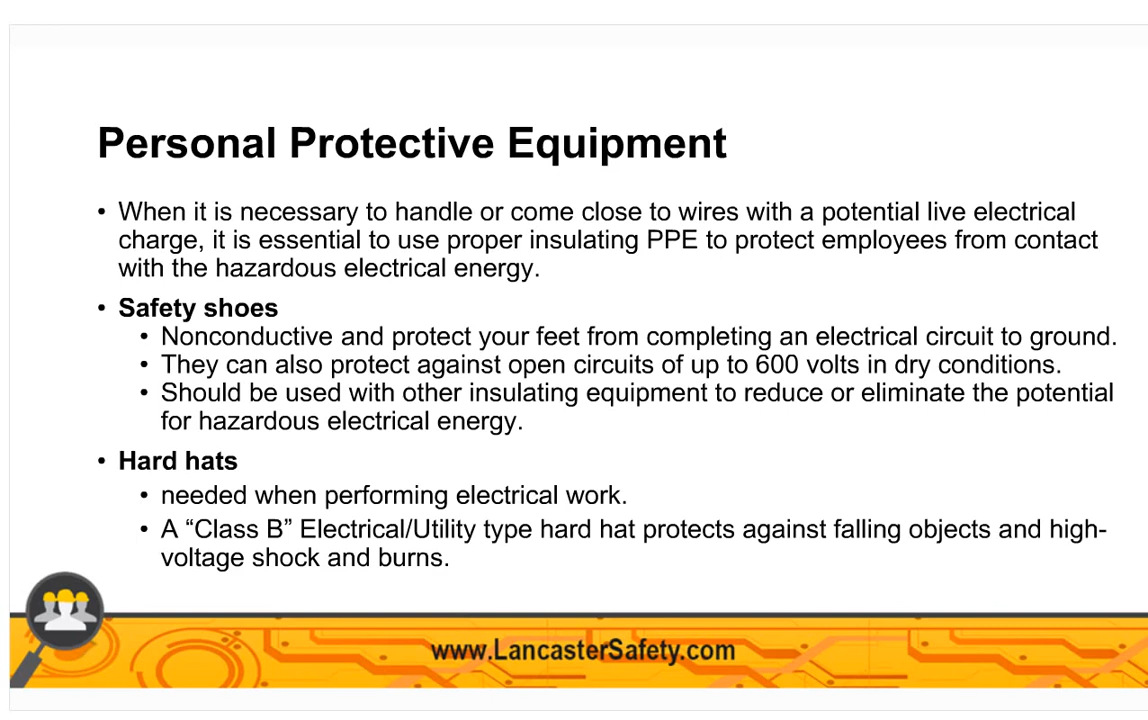 Personal Protective Equipment
• When it is necessary to handle or come close to wires with a potential live electrical
charge, it is essential to use proper insulating PPE to protect employees from contact
with the hazardous electrical energy.
• Safety shoes
• Nonconductive and protect your feet from completing an electrical circuit to ground.
• They can also protect against open circuits of up to 600 volts in dry conditions.
• Should be used with other insulating equipment to reduce or eliminate the potential
for hazardous electrical energy.
• Hard hats
• needed when performing electrical work.
• A “Class B” Electrical/Utility type hard hat protects against falling objects and high-
voltage shock and burns.
www.LancasterSafety.com